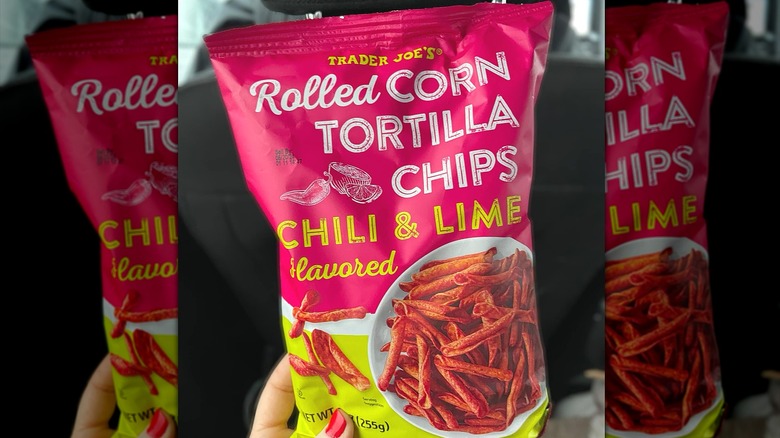 TRADER JOE'S®
Rolled CORN
TORTILLA
CHIPS
CHILI & LIME
flavored
NET WT
(255g)